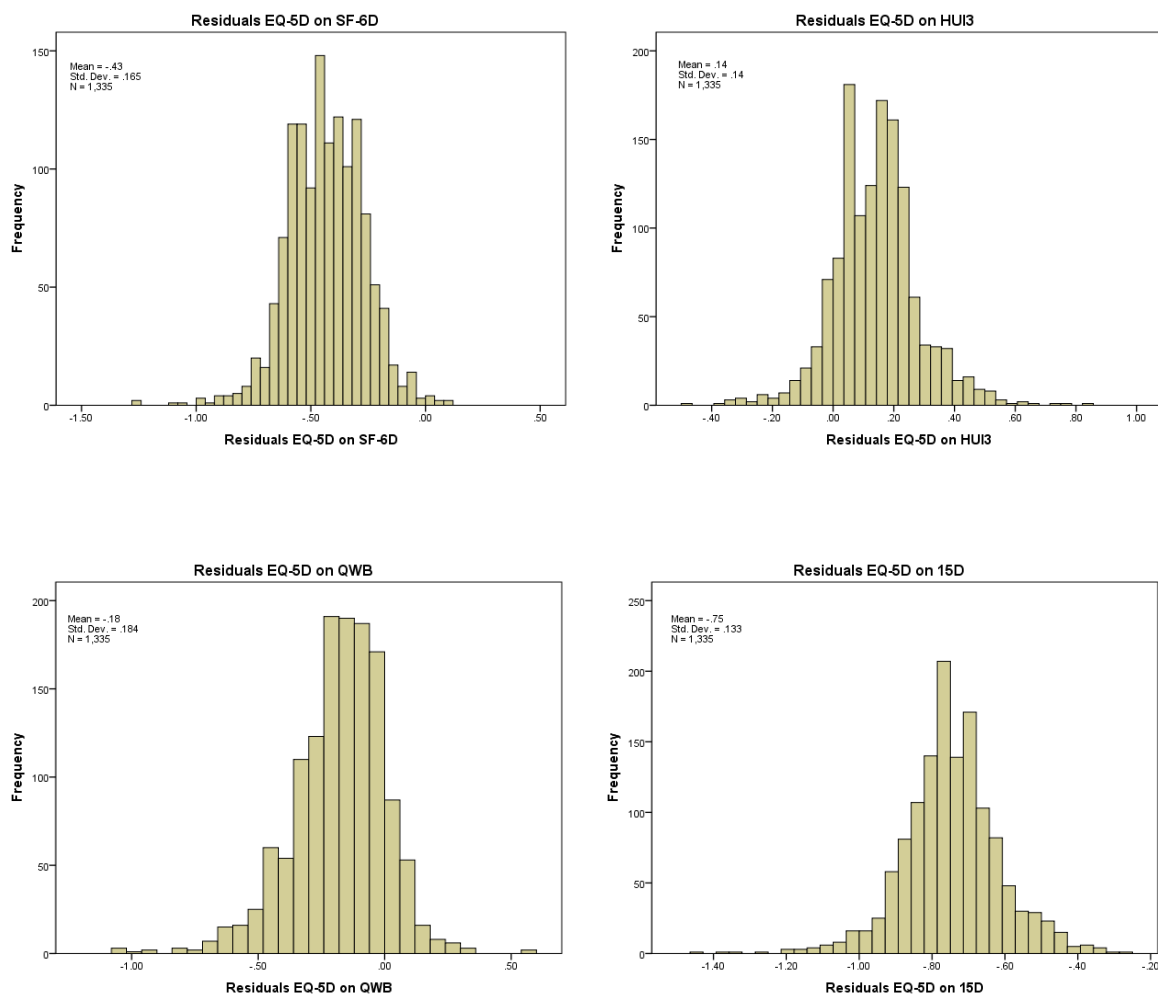 Residuals EQ-5D on SF-6D
Mean = -.43
Std. Dev. = .165
N = 1,335
150
100
50
0
Frequency
-1.50
-1.00
-.50
.00
.50
Residuals EQ-5D on SF-6D
Residuals EQ-5D on HUI3
Mean = .14
Std. Dev. = .14
N = 1,335
200
150
100
50
0
Frequency
-.40
-.20
.00
.20
.40
.60
.80
1.00
Residuals EQ-5D on HUI3
Residuals EQ-5D on QWB
Mean = -.18
Std. Dev. = .184
N = 1,335
200
150
100
50
0
Frequency
-1.00
-.50
.00
.50
Residuals EQ-5D on QWB
Residuals EQ-5D on 15D
Mean = -.75
Std. Dev. = .133
N = 1,335
250
200
150
100
50
0
Frequency
-1.40
-1.20
-1.00
-.80
-.60
-.40
-.20
Residuals EQ-5D on 15D